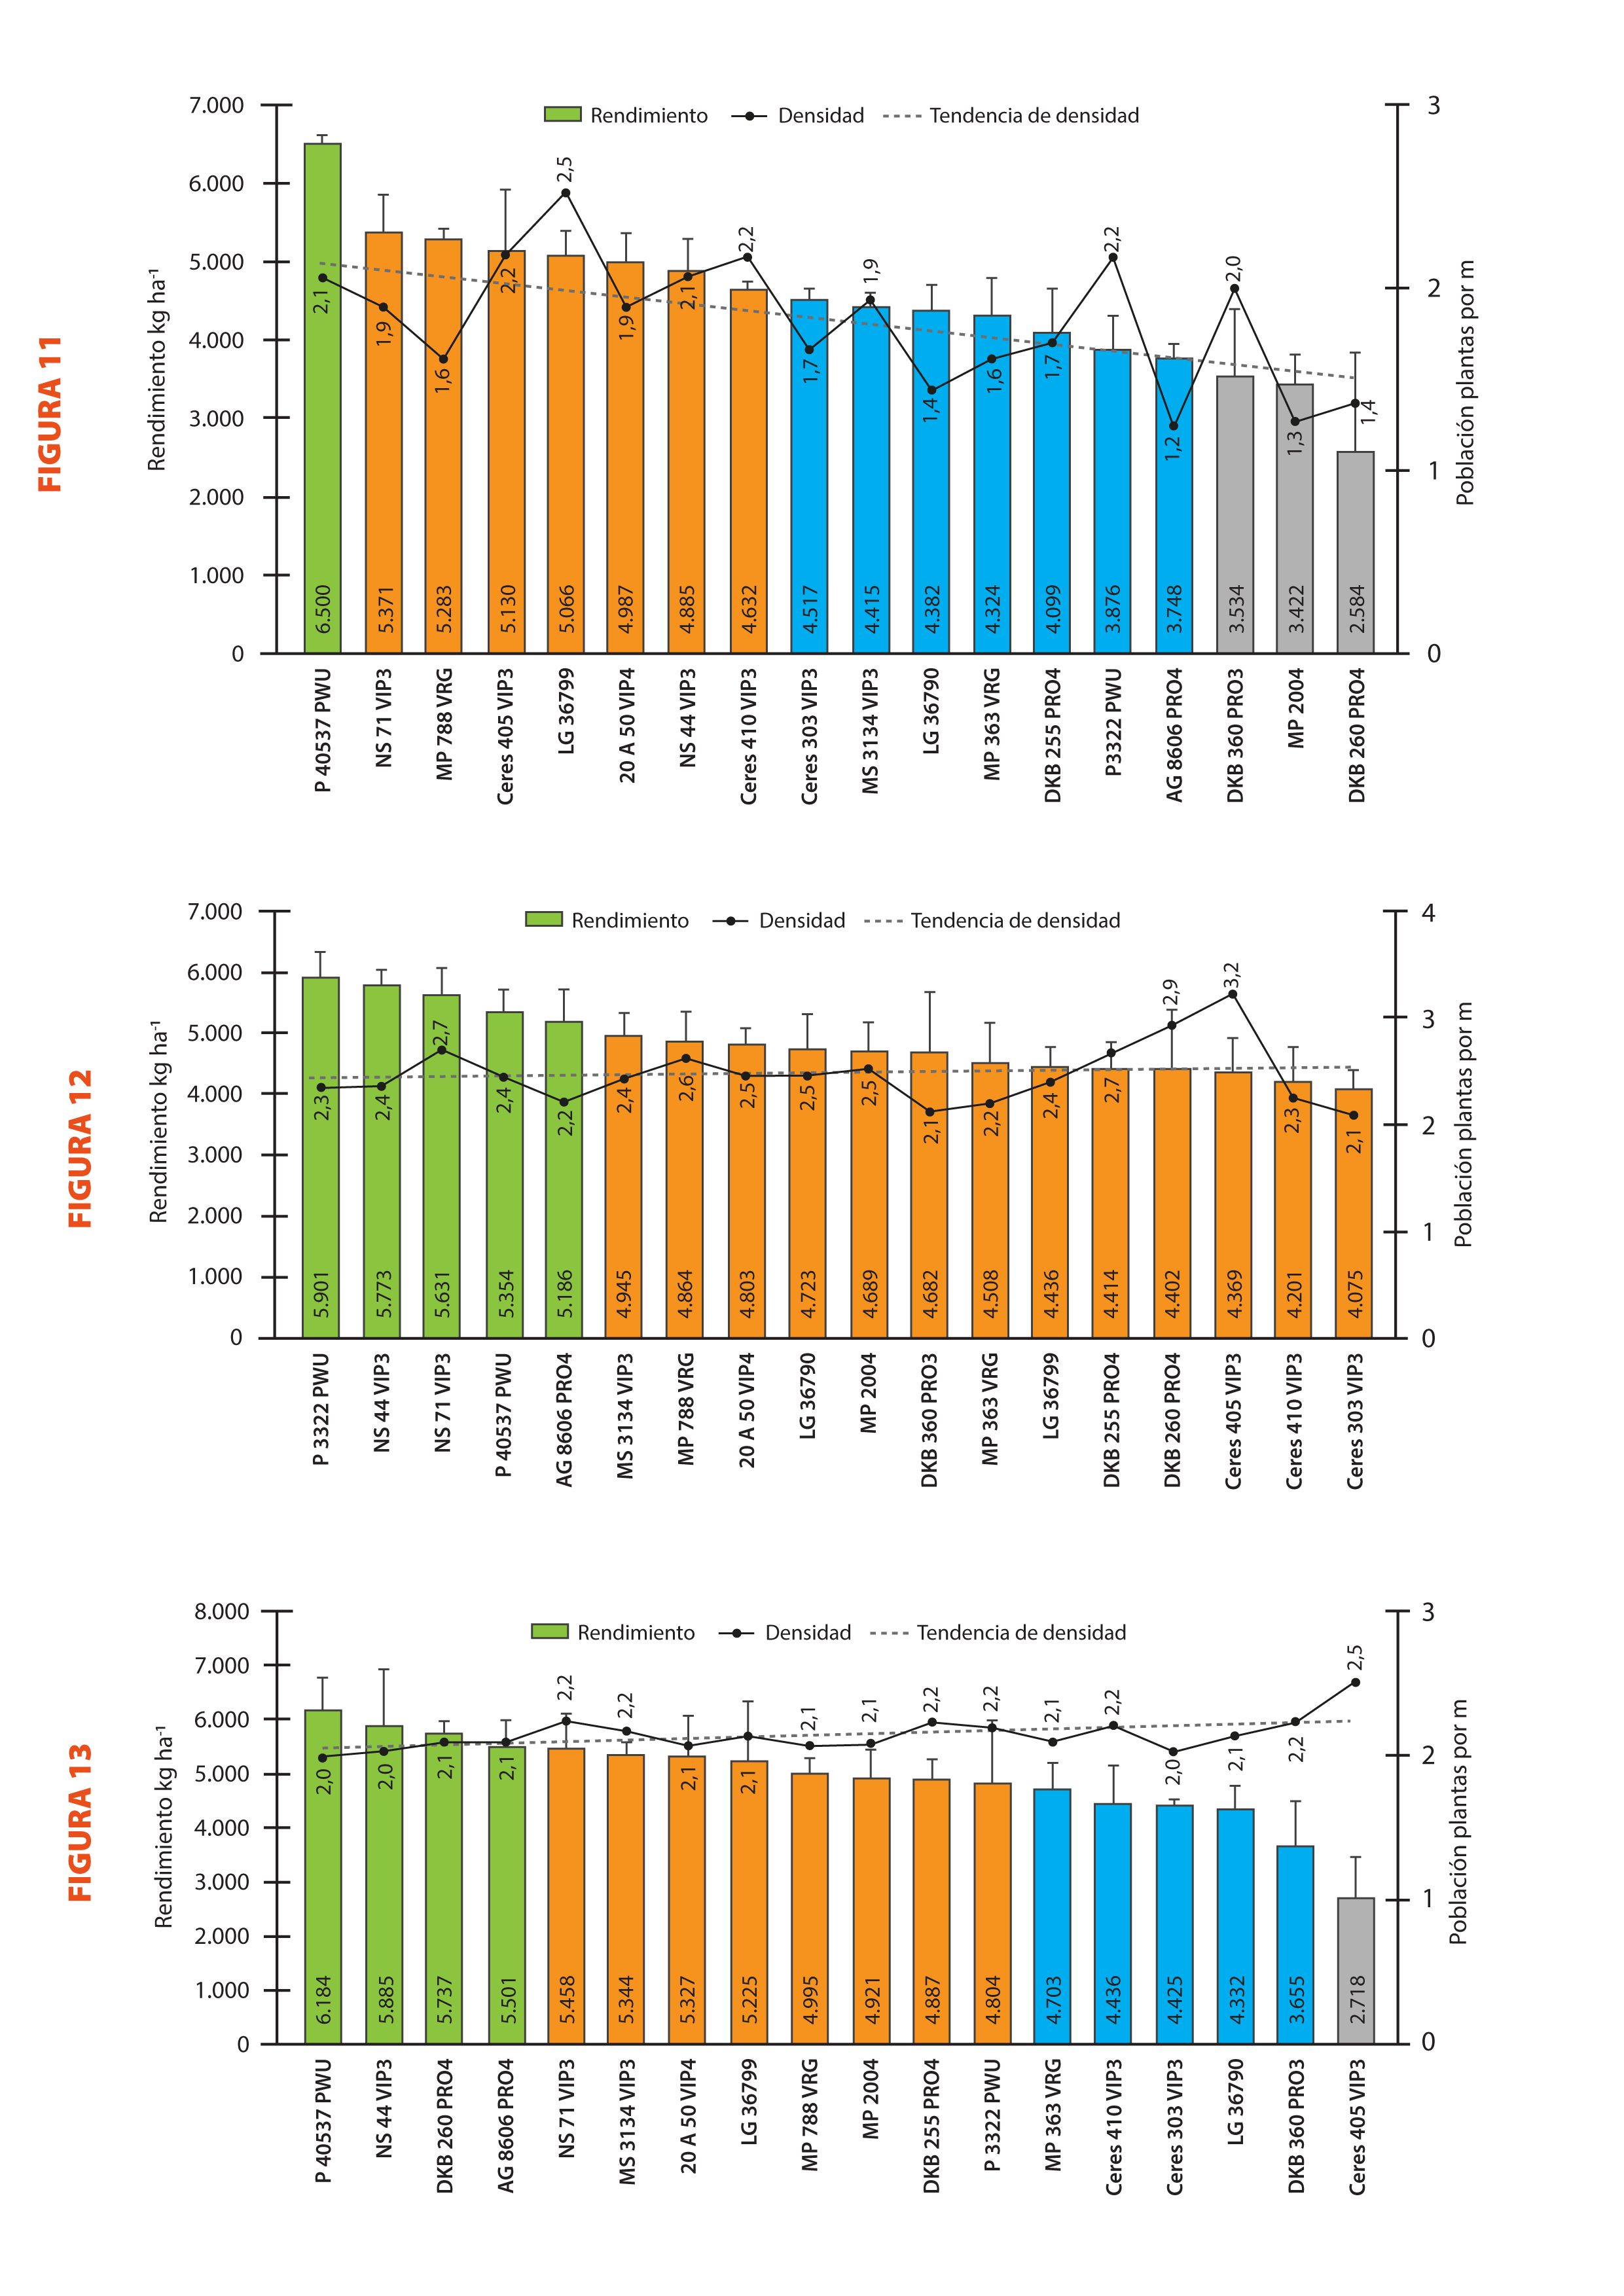 FIGURA 11
Rendimiento kg ha-1
Rendimiento Densidad Tendencia de densidad
7.000
6.000
5.000
4.000
3.000
2.000
1.000
0
3
2
1
0
Población plantas por m
2,1 1,9 1,6 2,2 2,5 1,9 2,1 2,2 1,7 1,9 1,4 1,6 1,7 2,2 1,2 2,0 1,3 1,4
6.500 5.371 5.283 5.130 5.066 4.987 4.885 4.632 4.517 4.415 4.382 4.324 4.099 3.876 3.748 3.534 3.422 2.584
P 40537 PWU
NS 71 VIP3
MP 788 VRG
Ceres 405 VIP3
LG 36799
20 A 50 VIP4
NS 44 VIP3
Ceres 410 VIP3
Ceres 303 VIP3
MS 3134 VIP3
LG 36790
MP 363 VRG
DKB 255 PRO4
P3322 PWU
AG 8606 PRO4
DKB 360 PRO3
MP 2004
DKB 260 PRO4
FIGURA 12
Rendimiento kg ha-1
Rendimiento Densidad Tendencia de densidad
7.000
6.000
5.000
4.000
3.000
2.000
1.000
0
4
3
2
1
0
Población plantas por m
2,3 2,4 2,7 2,4 2,2 2,4 2,6 2,5 2,5 2,5 2,1 2,2 2,4 2,7 2,9 3,2 2,3 2,1
5.901 5.773 5.631 5.354 5.186 4.945 4.864 4.803 4.723 4.689 4.682 4.508 4.436 4.414 4.402 4.369 4.201 4.075
P 3322 PWU
NS 44 VIP3
NS 71 VIP3
P 40537 PWU
AG 8606 PRO4
MS 3134 VIP3
MP 788 VRG
20 A 50 VIP4
LG 36790
MP 2004
DKB 360 PRO3
MP 363 VRG
LG 36799
DKB 255 PRO4
DKB 260 PRO4
Ceres 405 VIP3
Ceres 410 VIP3
Ceres 303 VIP3
FIGURA 13
Rendimiento kg ha-1
Rendimiento Densidad Tendencia de densidad
8.000
7.000
6.000
5.000
4.000
3.000
2.000
1.000
0
3
2
1
0
Población plantas por m
2,0 2,0 2,1 2,1 2,2 2,2 2,1 2,1 2,1 2,1 2,2 2,2 2,1 2,2 2,0 2,1 2,2 2,5
6.184 5.885 5.737 5.501 5.458 5.344 5.327 5.225 4.995 4.921 4.887 4.804 4.703 4.436 4.425 4.332 3.655 2.718
P 40537 PWU
NS 44 VIP3
DKB 260 PRO4
AG 8606 PRO4
NS 71 VIP3
MS 3134 VIP3
20 A 50 VIP4
LG 36799
MP 788 VRG
MP 2004
DKB 255 PRO4
P 3322 PWU
MP 363 VRG
Ceres 410 VIP3
Ceres 303 VIP3
LG 36790
DKB 360 PRO3
Ceres 405 VIP3